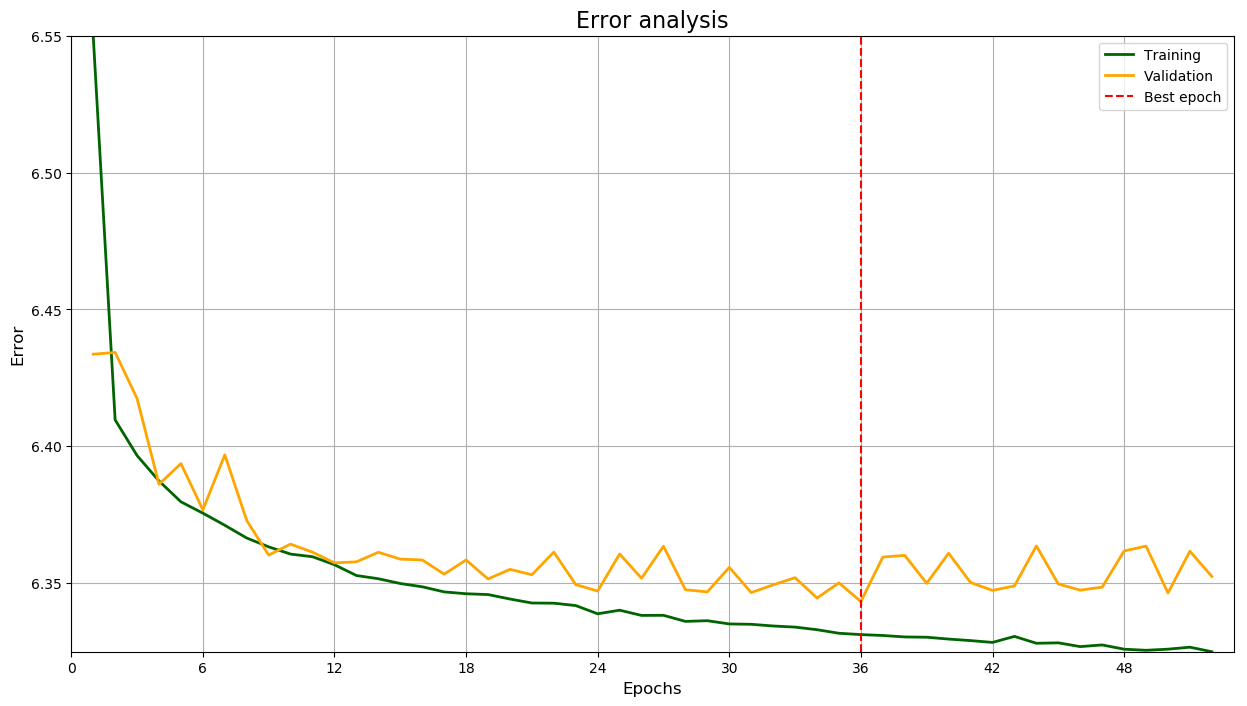 Error analysis
6.55
6.50
6.45
6.40
6.35
Error
Training
Validation
Best epoch
0 6 12 18 24 30 36 42 48
Epochs